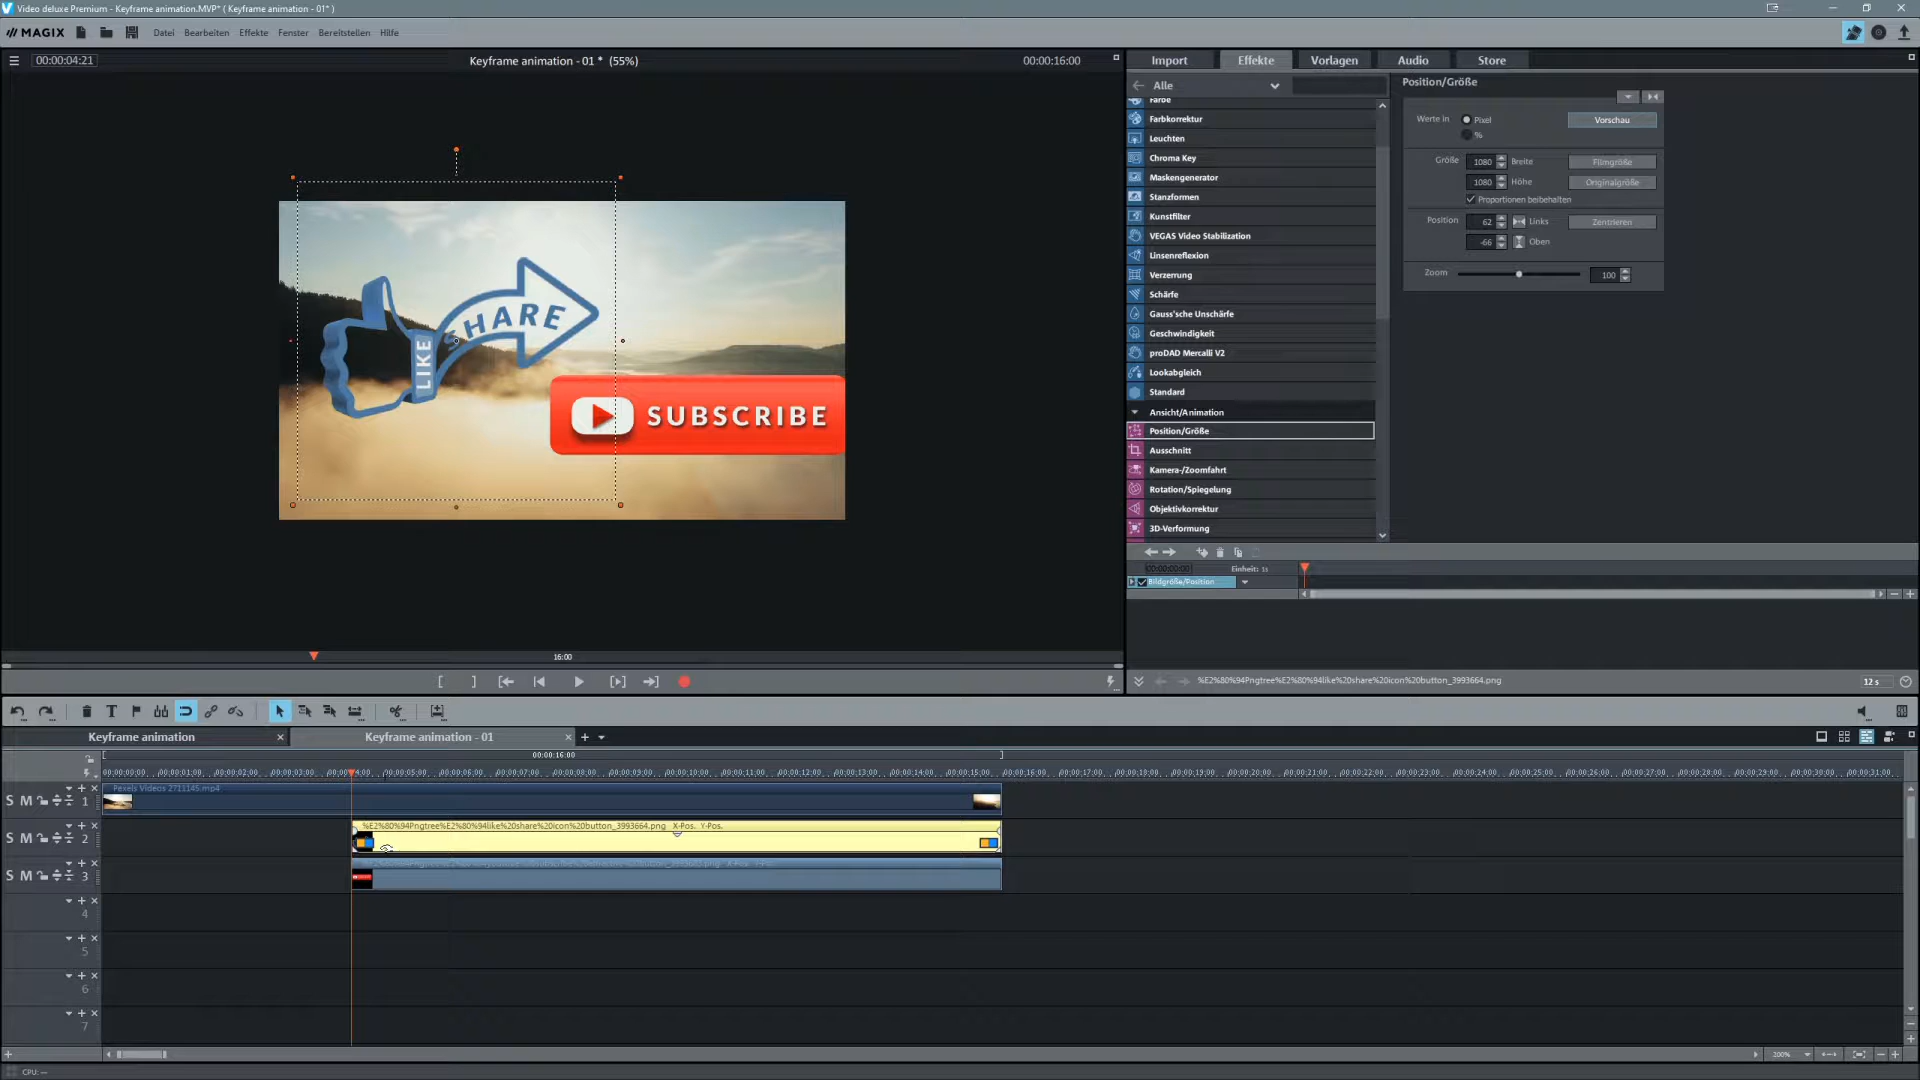 Video deluxe Premium - Keyframe animation.MVP* ( Keyframe animation - 01* )
MAGIX Datei Bearbeiten Effekte Fenster Bereitstellen Hilfe
00:00:04:21 Keyframe animation - 01 * (55%) 00:00:16:00
Import Effekte Vorlagen Audio Store
Alle
Farbe
Farbkorrektur
Leuchten
Chroma Key
Maskengenerator
Stanzformen
Kunstfilter
VEGAS Video Stabilization
Linsenreflexion
Verzerrung
Schärfe
Gauss'sche Unschärfe
Geschwindigkeit
proDAD Mercalli V2
Lookabgleich
Standard
Ansicht/Animation
Position/Größe
Ausschnitt
Kamera-/Zoomfahrt
Rotation/Spiegelung
Objektivkorrektur
3D-Verformung
Position/Größe
Werte in Pixel Vorschau
%
Größe 1080 Breite Filmgröße
1080 Höhe Originalgröße
Proportionen beibehalten
Position 62 Links Zentrieren
-66 Oben
Zoom 100
LIKE
SHARE
SUBSCRIBE
00:00:00:00 Einheit: 1s
Bildgröße/Position
16:00
%E2%80%94Pngtree%E2%80%94like%20share%20icon%20button_3993664.png 12 s
Keyframe animation
Keyframe animation - 01
00:00:16:00
00:00:00:00 00:00:01:00 00:00:02:00 00:00:03:00 00:00:05:00 00:00:06:00 00:00:07:00 00:00:08:00 00:00:09:00 00:00:10:00 00:00:11:00 00:00:12:00 00:00:13:00 00:00:14:00 00:00:15:00 00:00:16:00 00:00:17:00 00:00:18:00 00:00:19:00 00:00:20:00 00:00:21:00 00:00:22:00 00:00:23:00 00:00:24:00 00:00:25:00 00:00:26:00 00:00:27:00 00:00:28:00 00:00:29:00 00:00:30:00 00:00:31:00
Pexels Videos 2711145.mp4
S M 1
%E2%80%94Pngtree%E2%80%94like%20share%20icon%20button_3993664.png X-Pos. Y-Pos.
S M 2
S M 3
4
5
6
7
200%
CPU: --